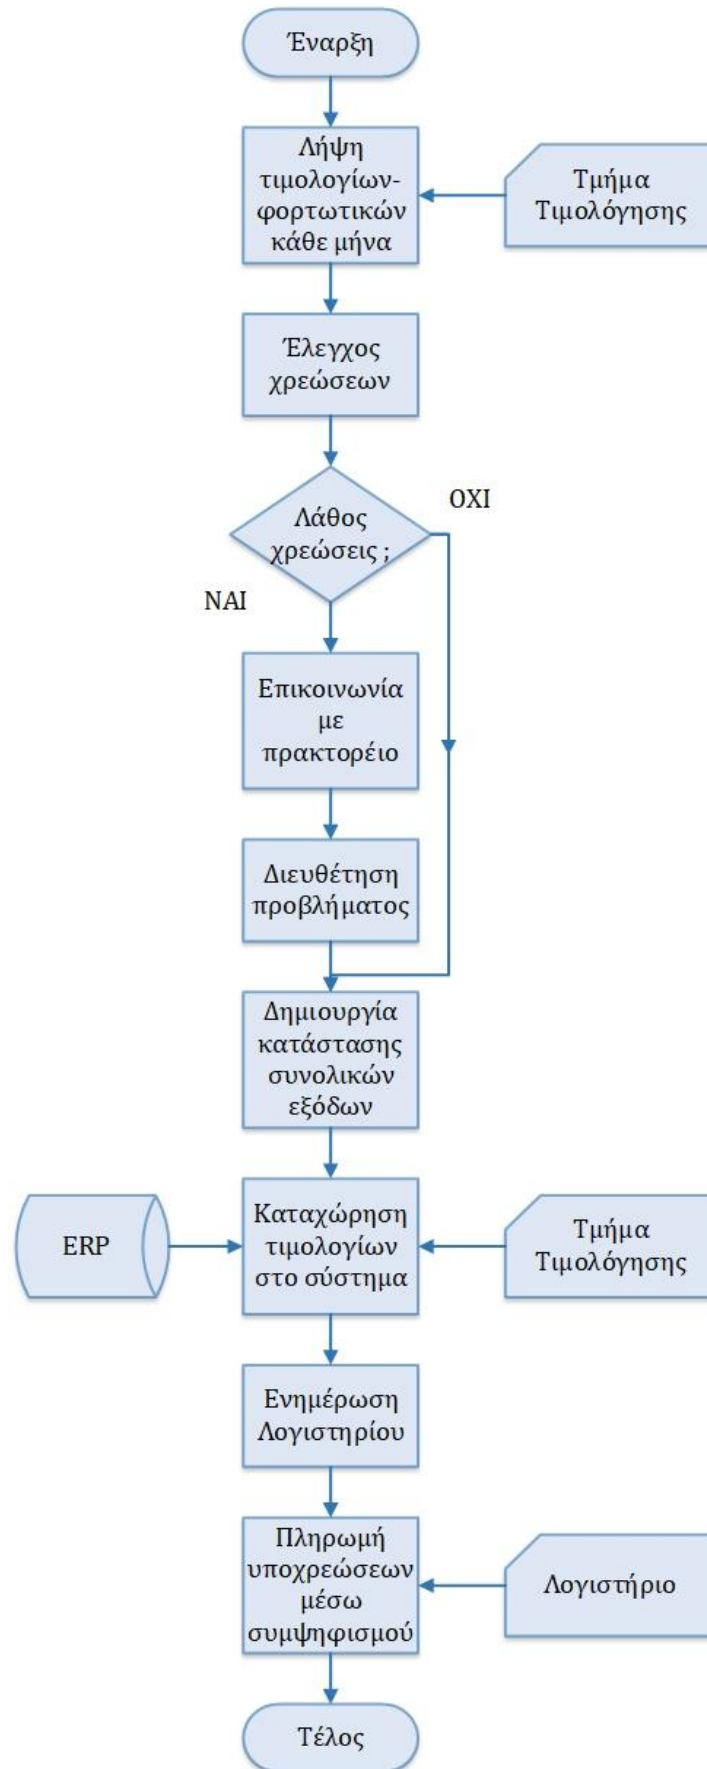 Έναρξη
Λήψη
τιμολογίων-
φορτωτικών
κάθε μήνα
Τμήμα
Τιμολόγησης
Έλεγχος
χρεώσεων
Λάθος
χρεώσεις ;
ΟΧΙ
ΝΑΙ
Επικοινωνία
με
πρακτορείο
Διευθέτηση
προβλήματος
Δημιουργία
κατάστασης
συνολικών
εξόδων
ERP
Καταχώρηση
τιμολογίων
στο σύστημα
Τμήμα
Τιμολόγησης
Ενημέρωση
Λογιστηρίου
Πληρωμή
υποχρεώσεων
μέσω
συμψηφισμού
Λογιστήριο
Τέλος